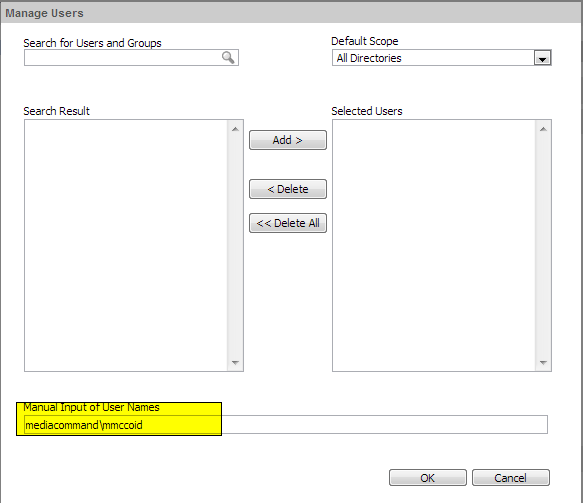 Manage Users
Search for Users and Groups
Default Scope
All Directories
Search Result
Selected Users
Add >
< Delete
<< Delete All
Manual Input of User Names
mediacommand\mmccoid
OK
Cancel